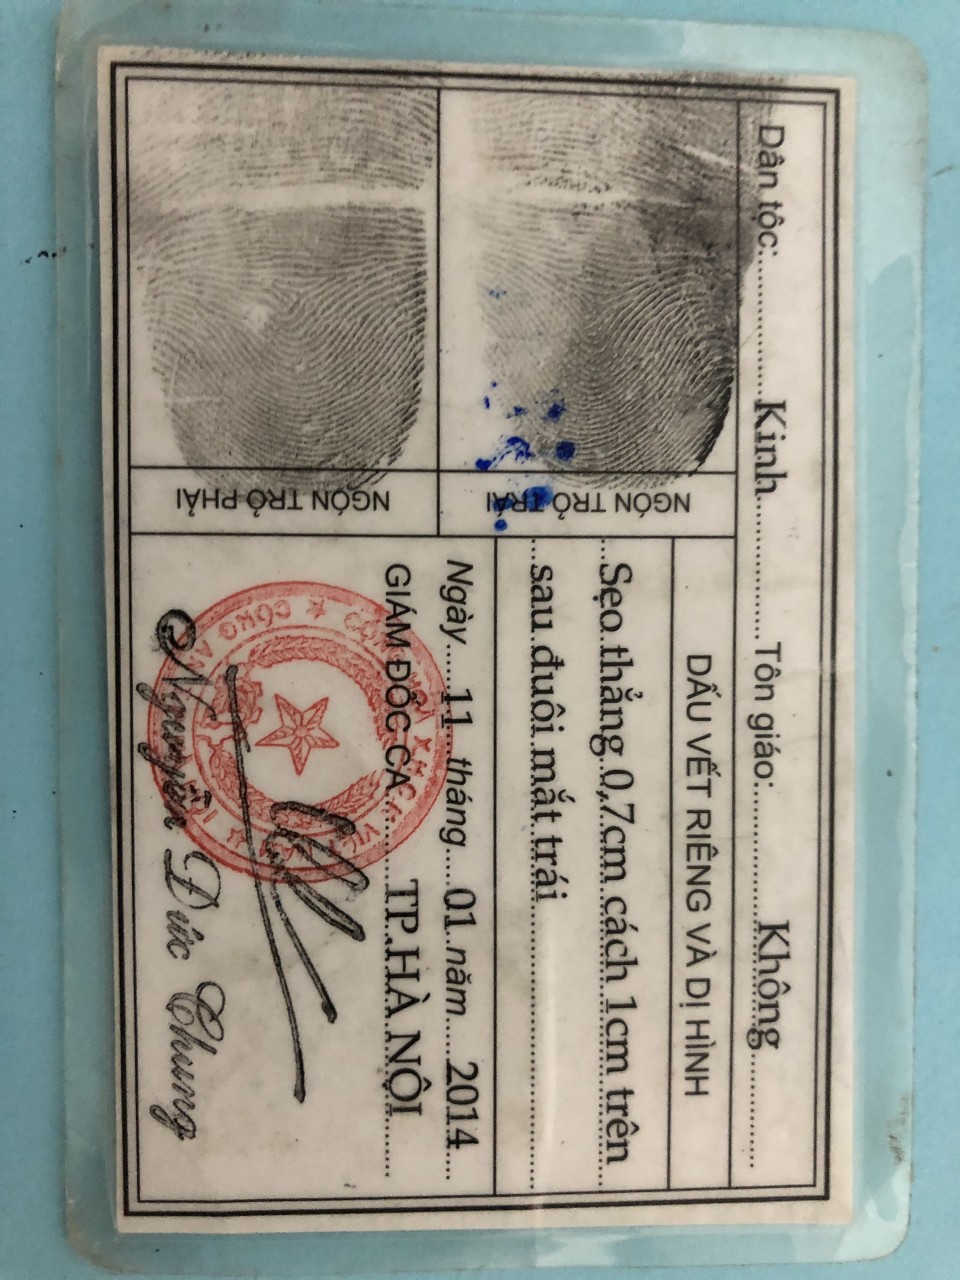 Dân tộc:..................Kinh.................. Tôn giáo:..................Không..................
NGÓN TRỎ TRÁI
NGÓN TRỎ PHẢI
DẤU VẾT RIÊNG VÀ DỊ HÌNH
Sẹo thẳng 0,7cm cách 1cm trên
sau đuôi mắt trái
Ngày......11...tháng....01..năm.....2014....
GIÁM ĐỐC CA..........TP.HÀ NỘI..........
Nguyễn Đức Chung